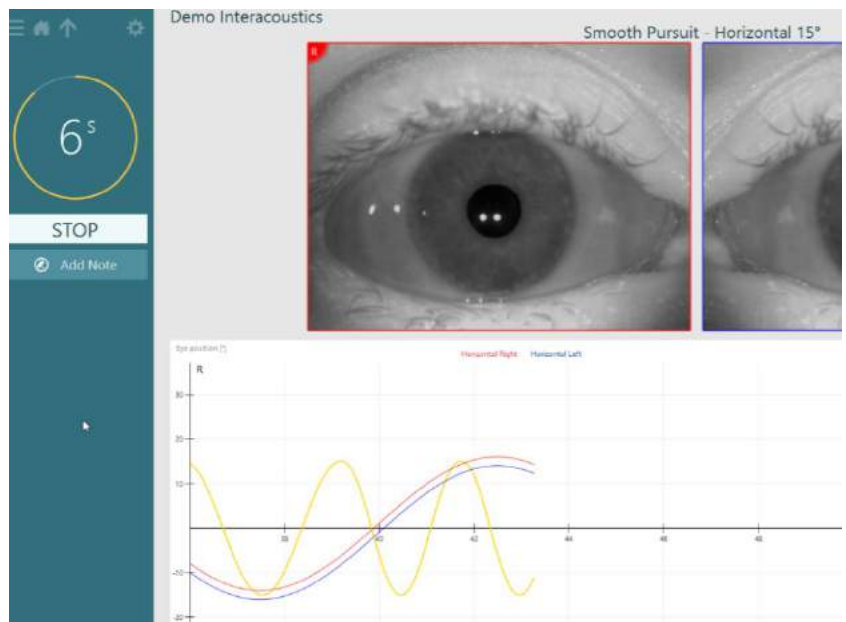 Demo Interacoustics
Smooth Pursuit - Horizontal 15°
R
6 s
STOP
Add Note
Eye position [°]
Horizontal Right Horizontal Left
R
30
20
10
-10
-20
38 40 42 44 46 48